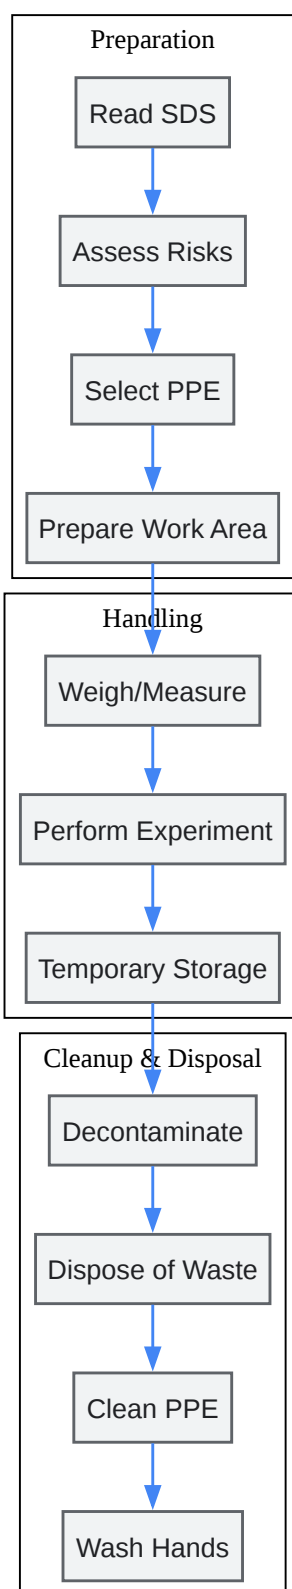 Preparation
Read SDS
Assess Risks
Select PPE
Prepare Work Area
Handling
Weigh/Measure
Perform Experiment
Temporary Storage
Cleanup & Disposal
Decontaminate
Dispose of Waste
Clean PPE
Wash Hands